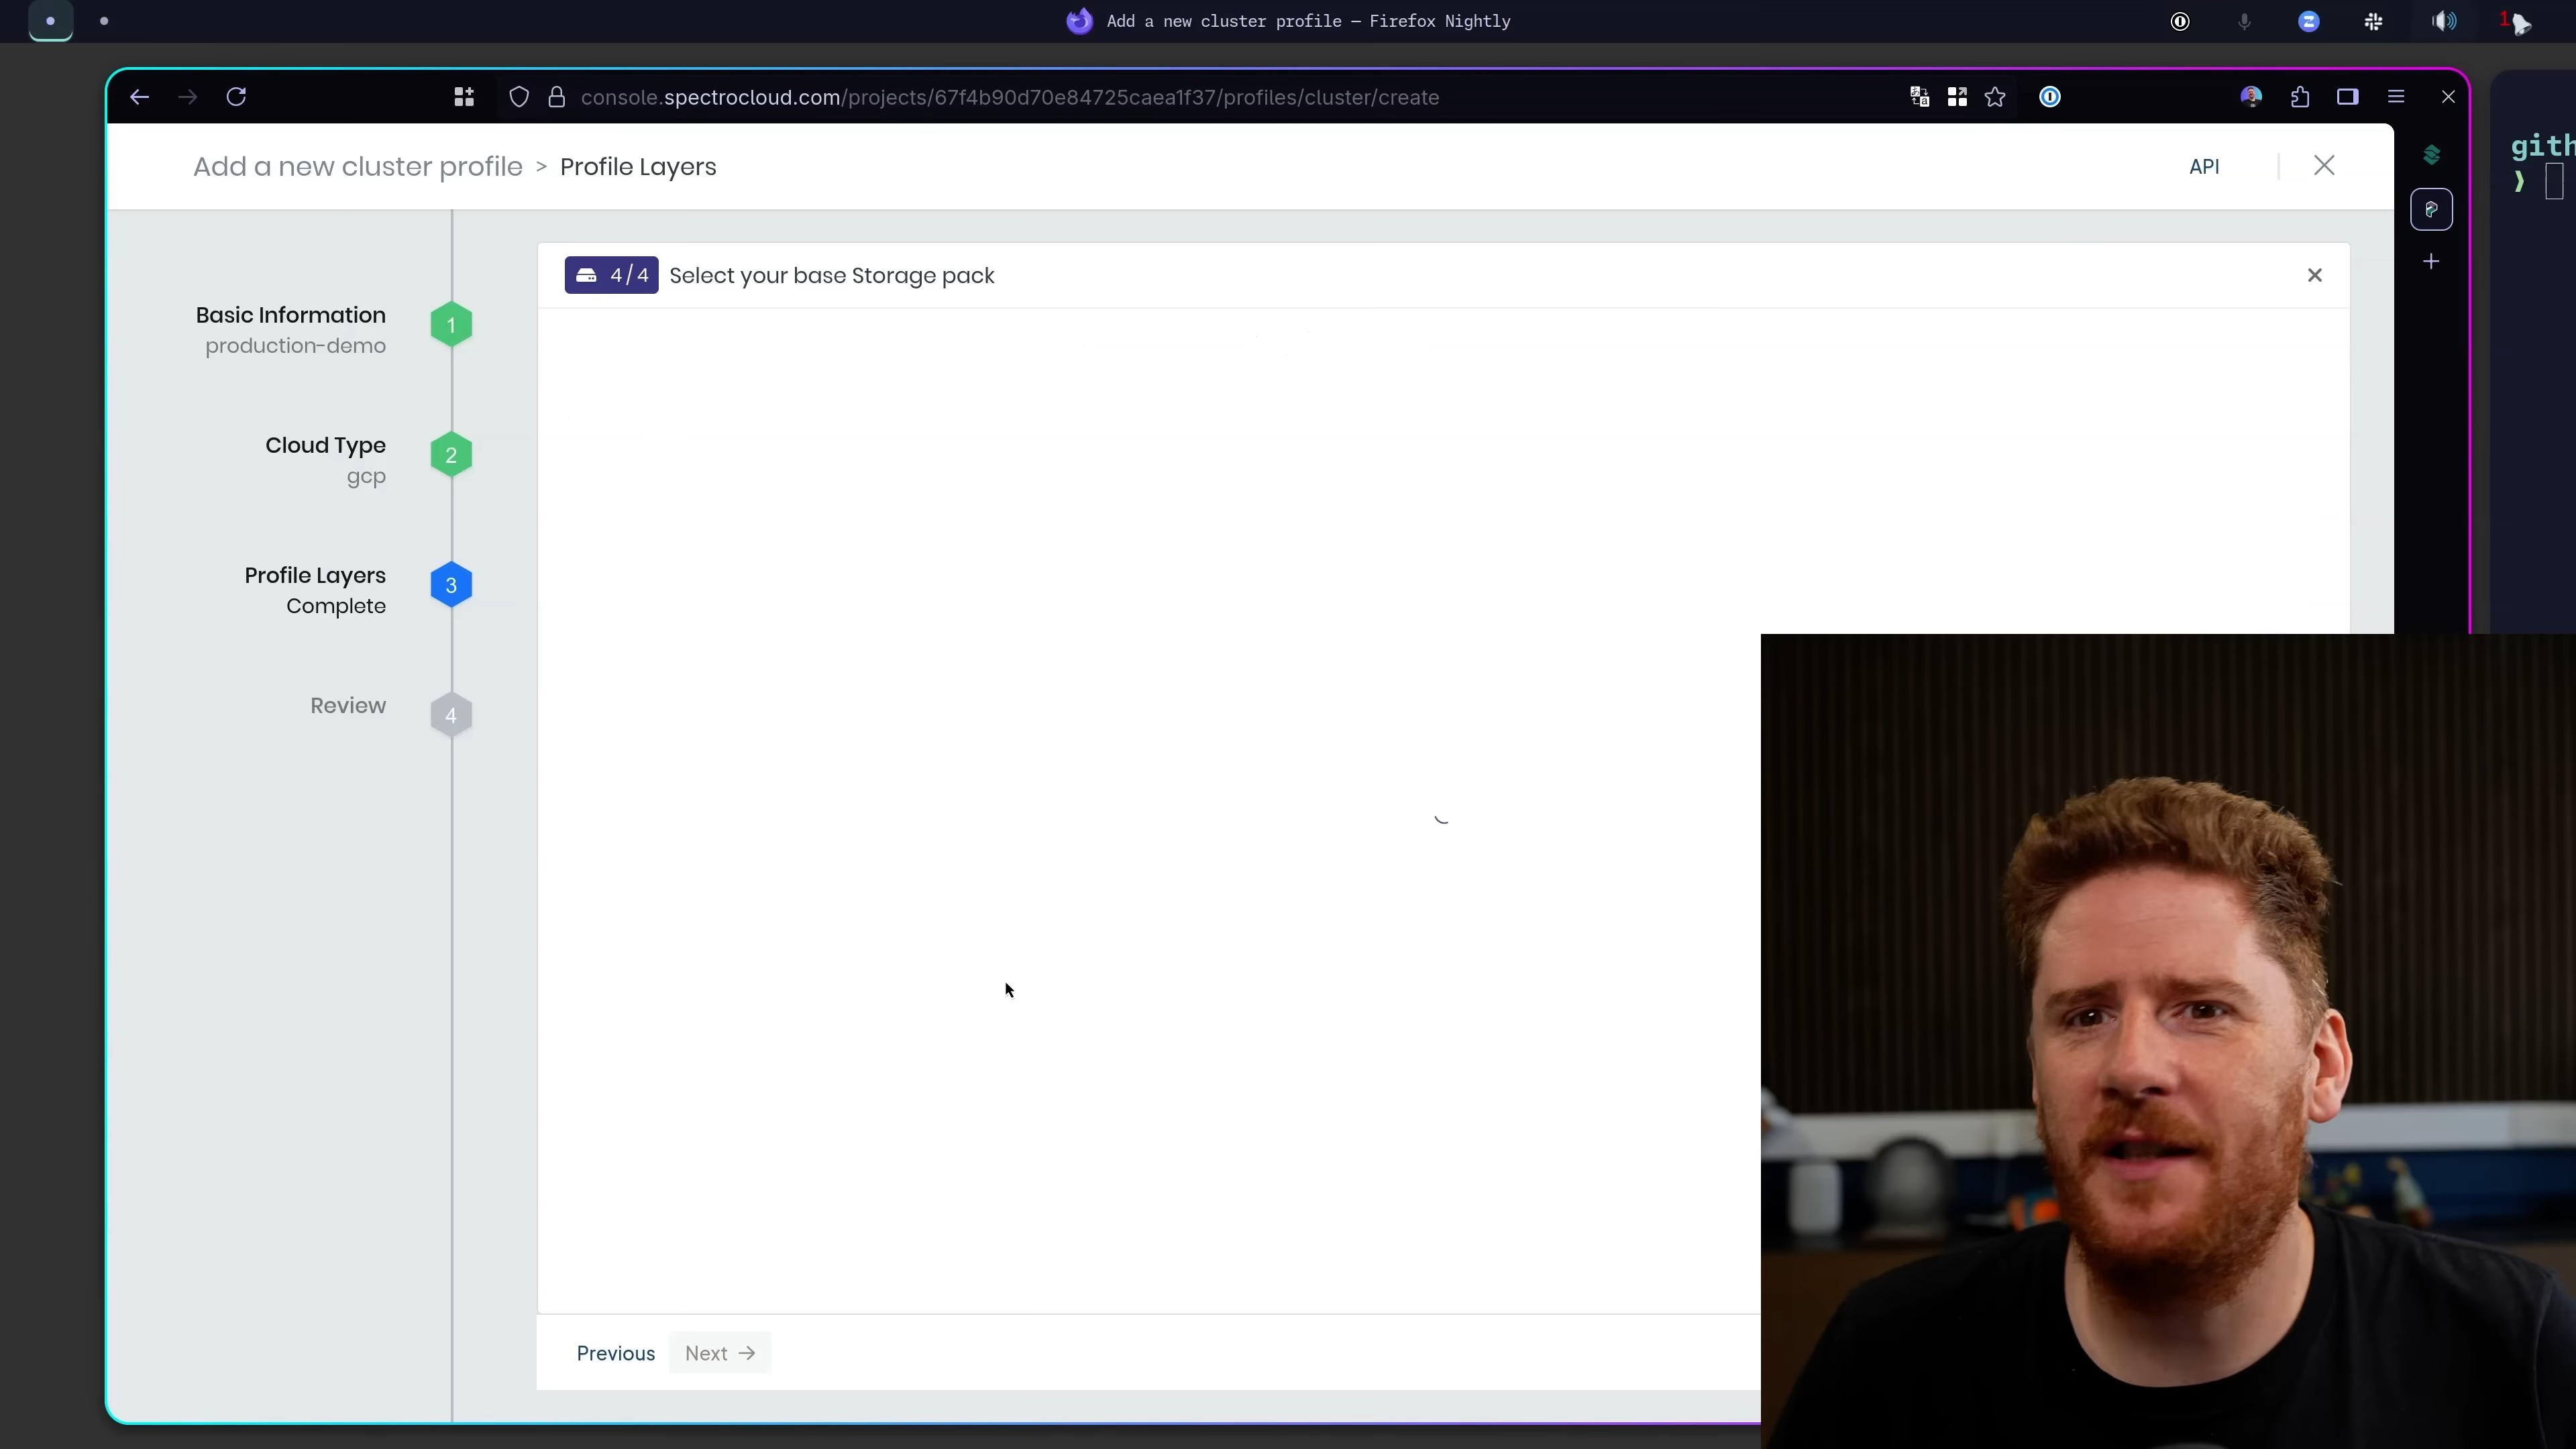 Add a new cluster profile — Firefox Nightly
1
console.spectrocloud.com/projects/67f4b90d70e84725caea1f37/profiles/cluster/create
Add a new cluster profile > Profile Layers
API
gith
4/4 Select your base Storage pack
Basic Information
production-demo
1
Cloud Type
gcp
2
Profile Layers
Complete
3
Review
4
Previous
Next →